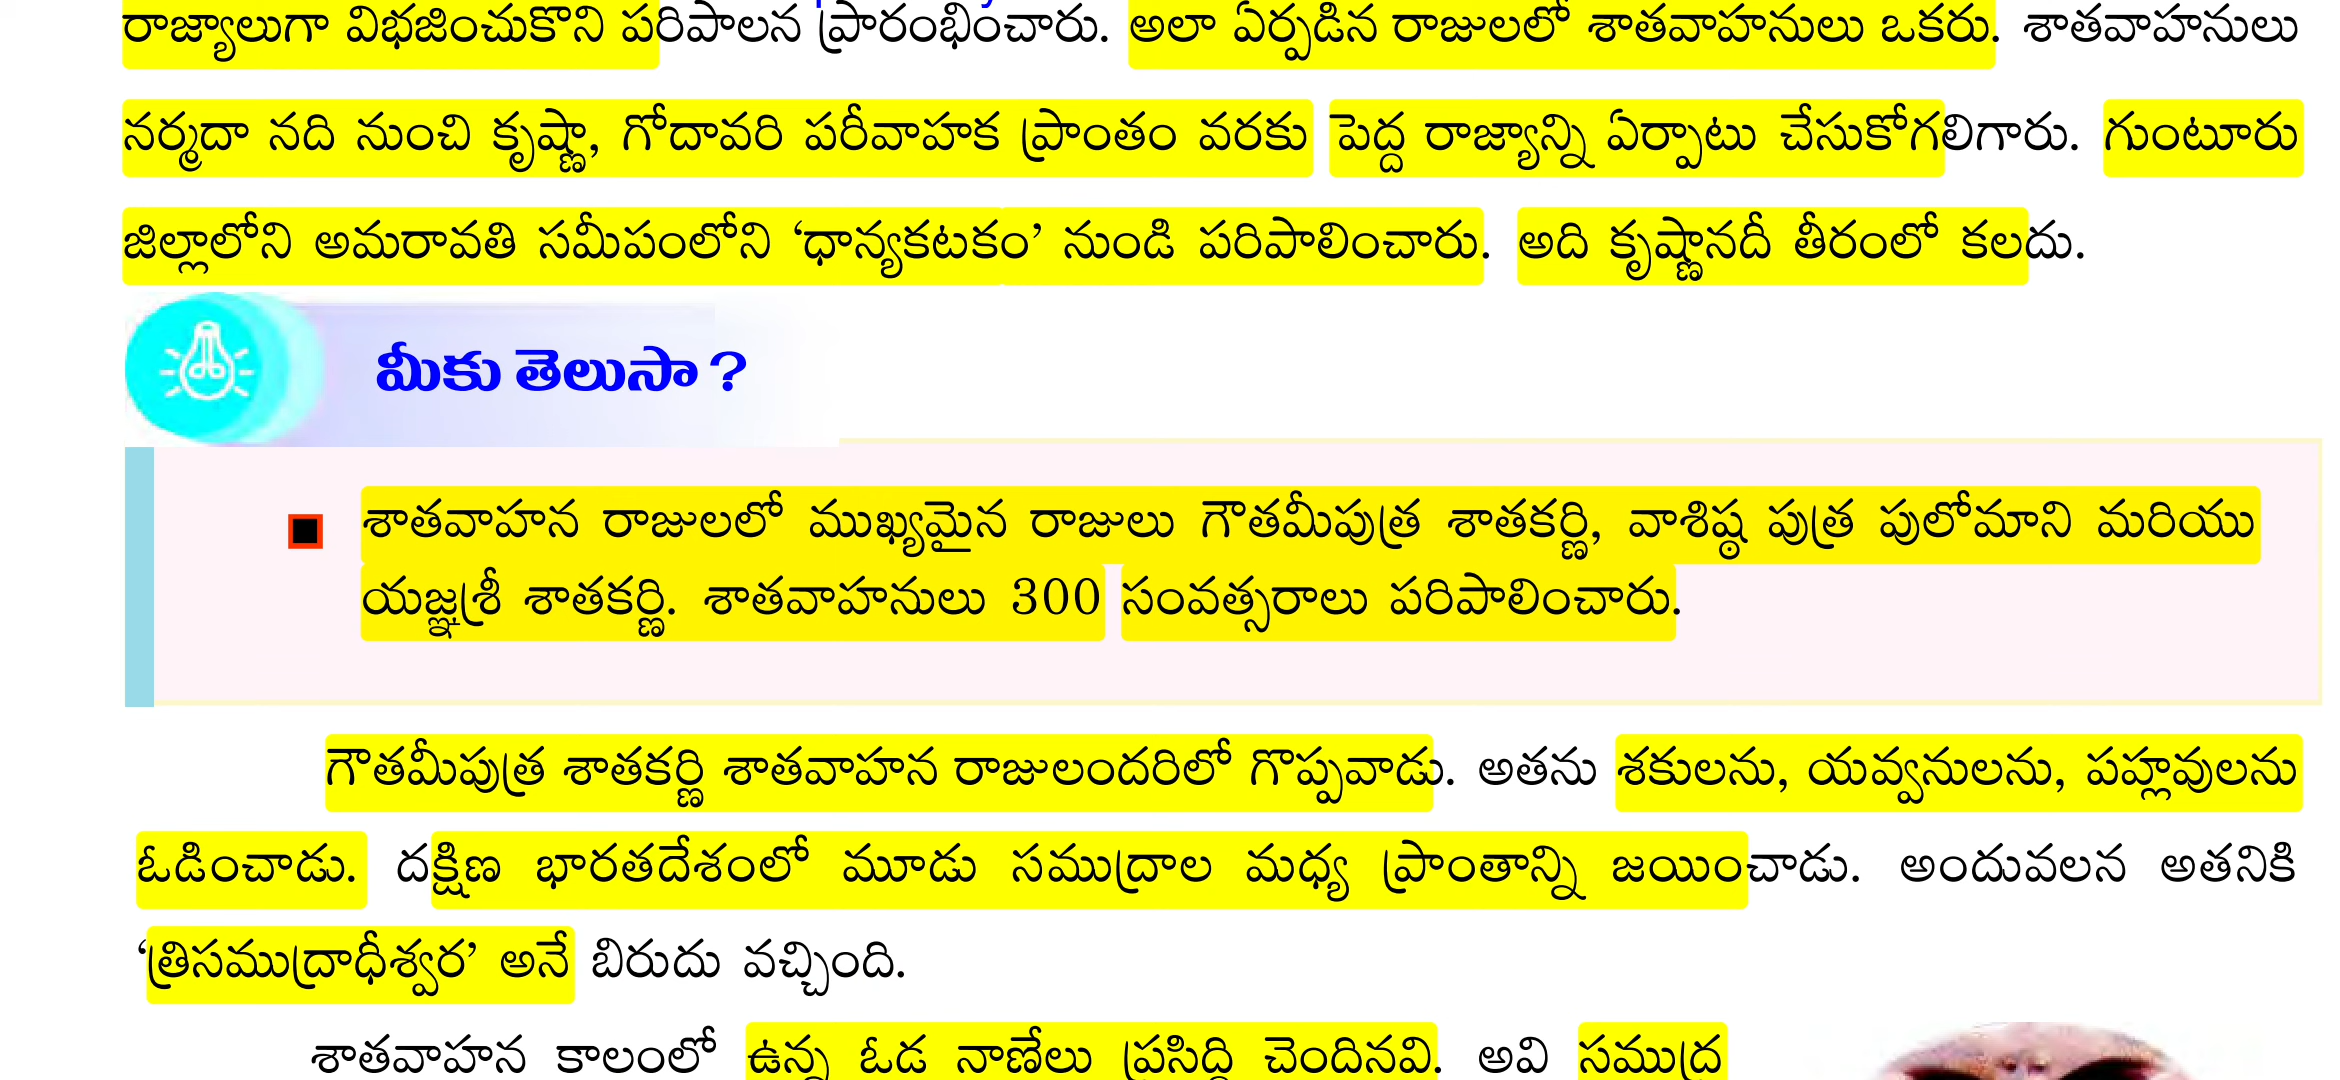 రాజ్యాలుగా విభజించుకొని పరిపాలన ప్రారంభించారు. అలా ఏర్పడిన రాజులలో శాతవాహనులు ఒకరు. శాతవాహనులు
నర్మదా నది నుంచి కృష్ణా, గోదావరి పరీవాహక ప్రాంతం వరకు పెద్ద రాజ్యాన్ని ఏర్పాటు చేసుకోగలిగారు. గుంటూరు
జిల్లాలోని అమరావతి సమీపంలోని ‘ధాన్యకటకం’ నుండి పరిపాలించారు. అది కృష్ణానదీ తీరంలో కలదు.
మీకు తెలుసా ?
శాతవాహన రాజులలో ముఖ్యమైన రాజులు గౌతమీపుత్ర శాతకర్ణి, వాశిష్ఠ పుత్ర పులోమాని మరియు
యజ్ఞశ్రీ శాతకర్ణి. శాతవాహనులు 300 సంవత్సరాలు పరిపాలించారు.
గౌతమీపుత్ర శాతకర్ణి శాతవాహన రాజులందరిలో గొప్పవాడు. అతను శకులను, యవ్వనులను, పహ్లవులను
ఓడించాడు. దక్షిణ భారతదేశంలో మూడు సముద్రాల మధ్య ప్రాంతాన్ని జయించాడు. అందువలన అతనికి
‘త్రిసముద్రాధీశ్వర’ అనే బిరుదు వచ్చింది.
శాతవాహన కాలంలో ఉన్న ఓడ నాణేలు ప్రసిద్ధి చెందినవి. అవి సముద్ర